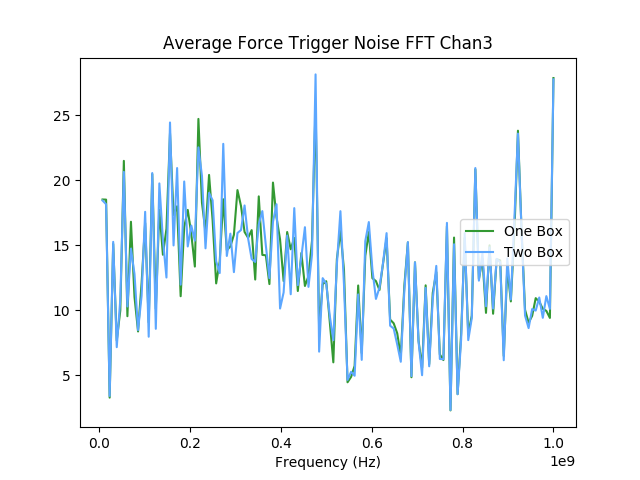 Average Force Trigger Noise FFT Chan3
25
20
15
10
5
One Box
Two Box
0.0 0.2 0.4 0.6 0.8 1.0
1e9
Frequency (Hz)